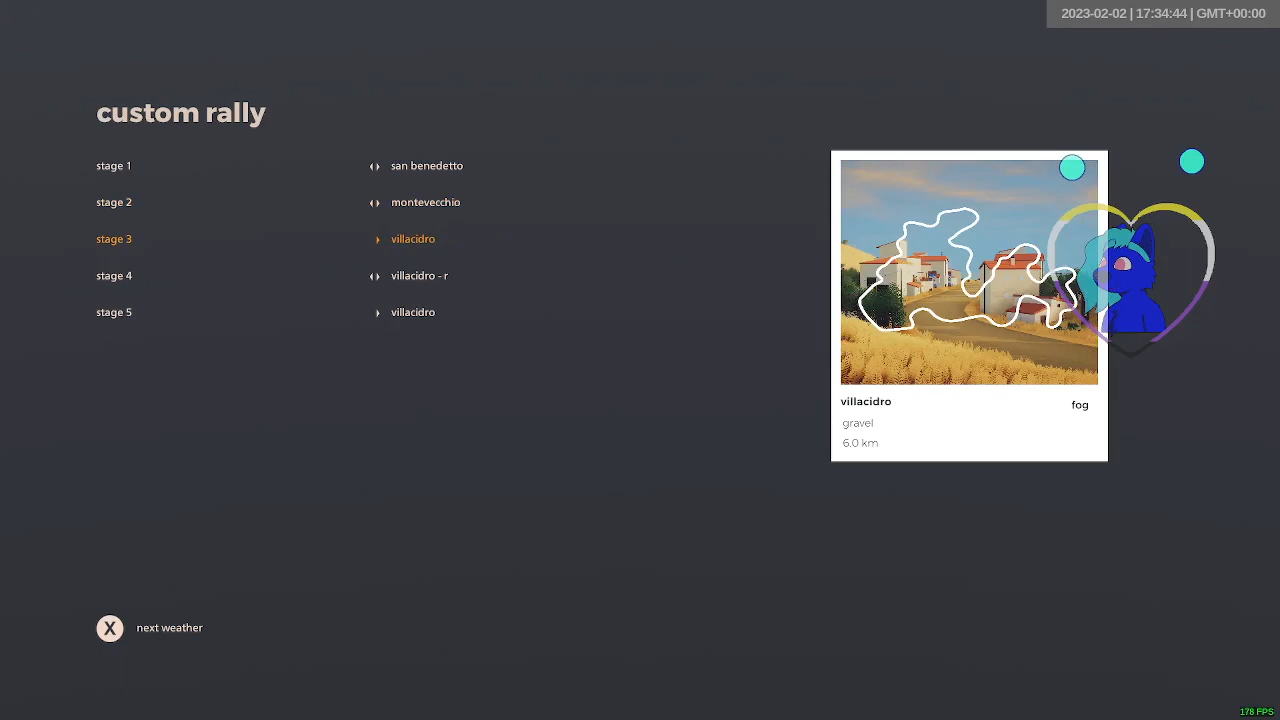 2023-02-02 | 17:34:44 | GMT+00:00
custom rally
stage 1 san benedetto
stage 2 montevecchio
stage 3 villacidro
stage 4 villacidro - r
stage 5 villacidro
villacidro fog
gravel
6.0 km
X next weather
178 FPS